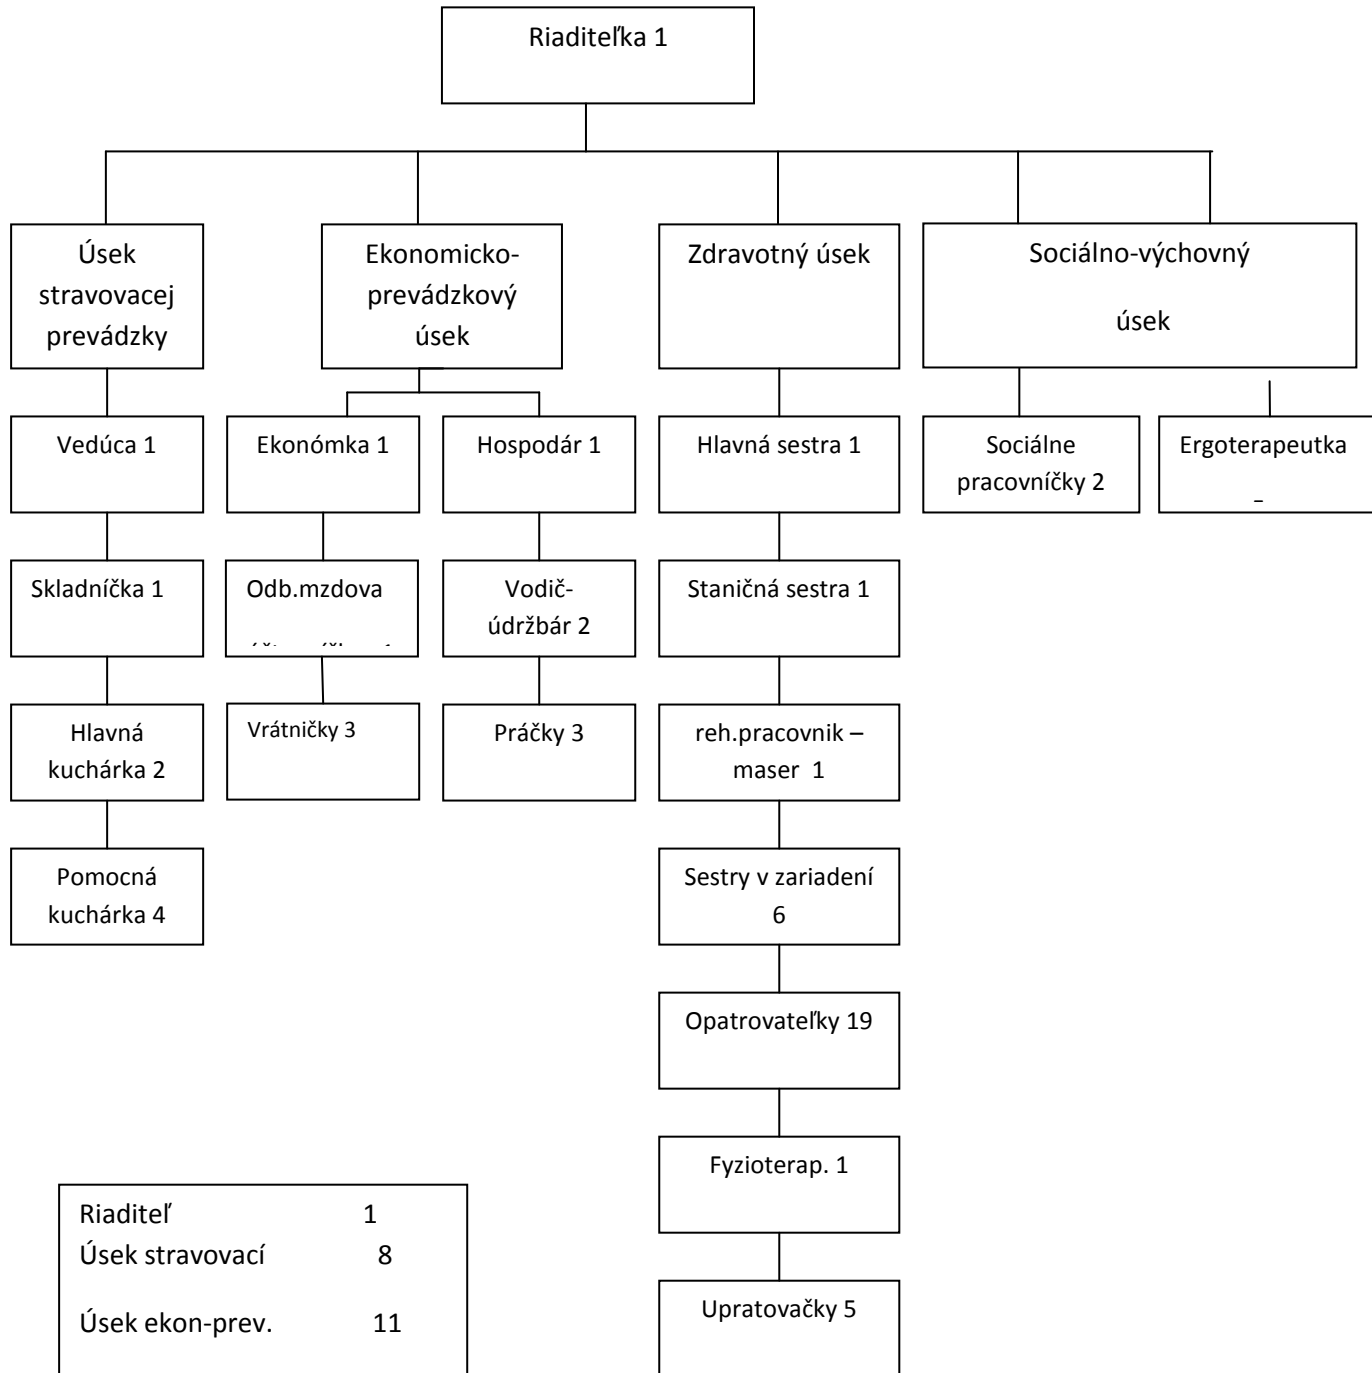 Riaditeľka 1
Úsek
stravovacej
prevádzky
Ekonomicko-
prevádzkový
úsek
Zdravotný úsek
Sociálno-výchovný
úsek
Vedúca 1
Ekonómka 1
Hospodár 1
Hlavná sestra 1
Sociálne
pracovníčky 2
Ergoterapeutka
Skladníčka 1
Odb.mzdova
Vodič-
údržbár 2
Staničná sestra 1
Hlavná
kuchárka 2
Vrátničky 3
Práčky 3
reh.pracovnik –
maser 1
Pomocná
kuchárka 4
Sestry v zariadení
6
Opatrovateľky 19
Fyzioterap. 1
Upratovačky 5
Riaditeľ 1
Úsek stravovací 8
Úsek ekon-prev. 11